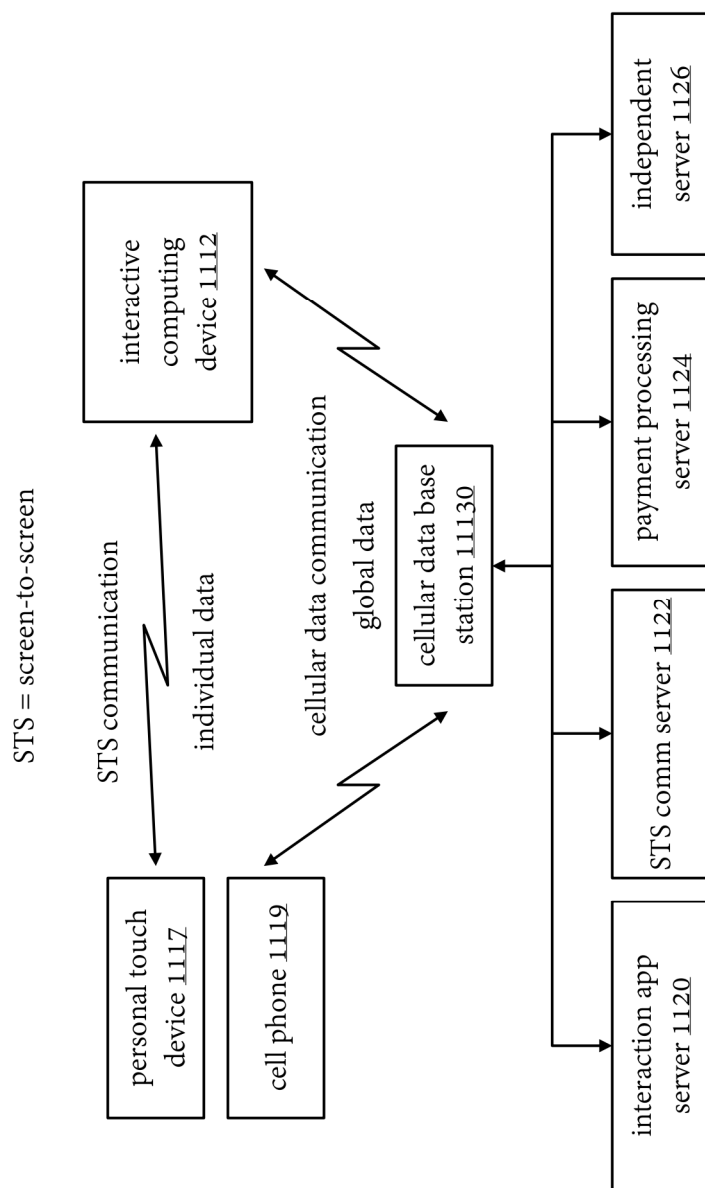 STS = screen-to-screen
personal touch
device 1117
STS communication
individual data
interactive
computing
device 1112
cell phone 1119
cellular data communication
global data
cellular data base
station 11130
interaction app
server 1120
STS comm server 1122
payment processing
server 1124
independent
server 1126